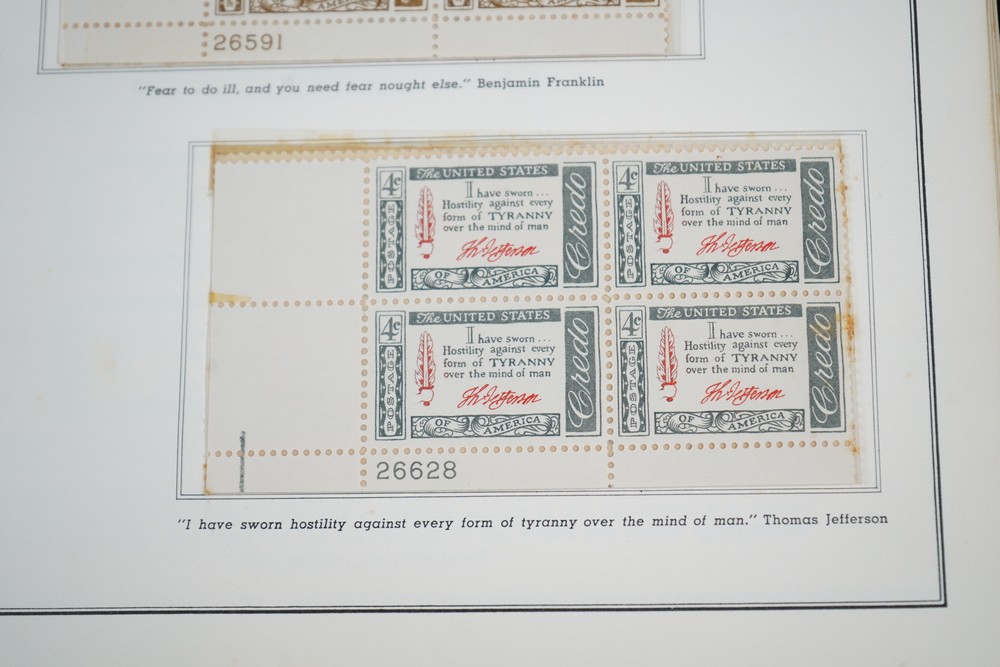 26591
"Fear to do ill, and you need fear nought else." Benjamin Franklin
4c
The UNITED STATES
POSTAGE
I have sworn...
Hostility against every
form of TYRANNY
over the mind of man
Th Jefferson
OF AMERICA
Credo
4c
The UNITED STATES
POSTAGE
I have sworn...
Hostility against every
form of TYRANNY
over the mind of man
Th Jefferson
OF AMERICA
Credo
4c
The UNITED STATES
POSTAGE
I have sworn...
Hostility against every
form of TYRANNY
over the mind of man
Th Jefferson
OF AMERICA
Credo
4c
The UNITED STATES
POSTAGE
I have sworn...
Hostility against every
form of TYRANNY
over the mind of man
Th Jefferson
OF AMERICA
Credo
26628
"I have sworn hostility against every form of tyranny over the mind of man." Thomas Jefferson